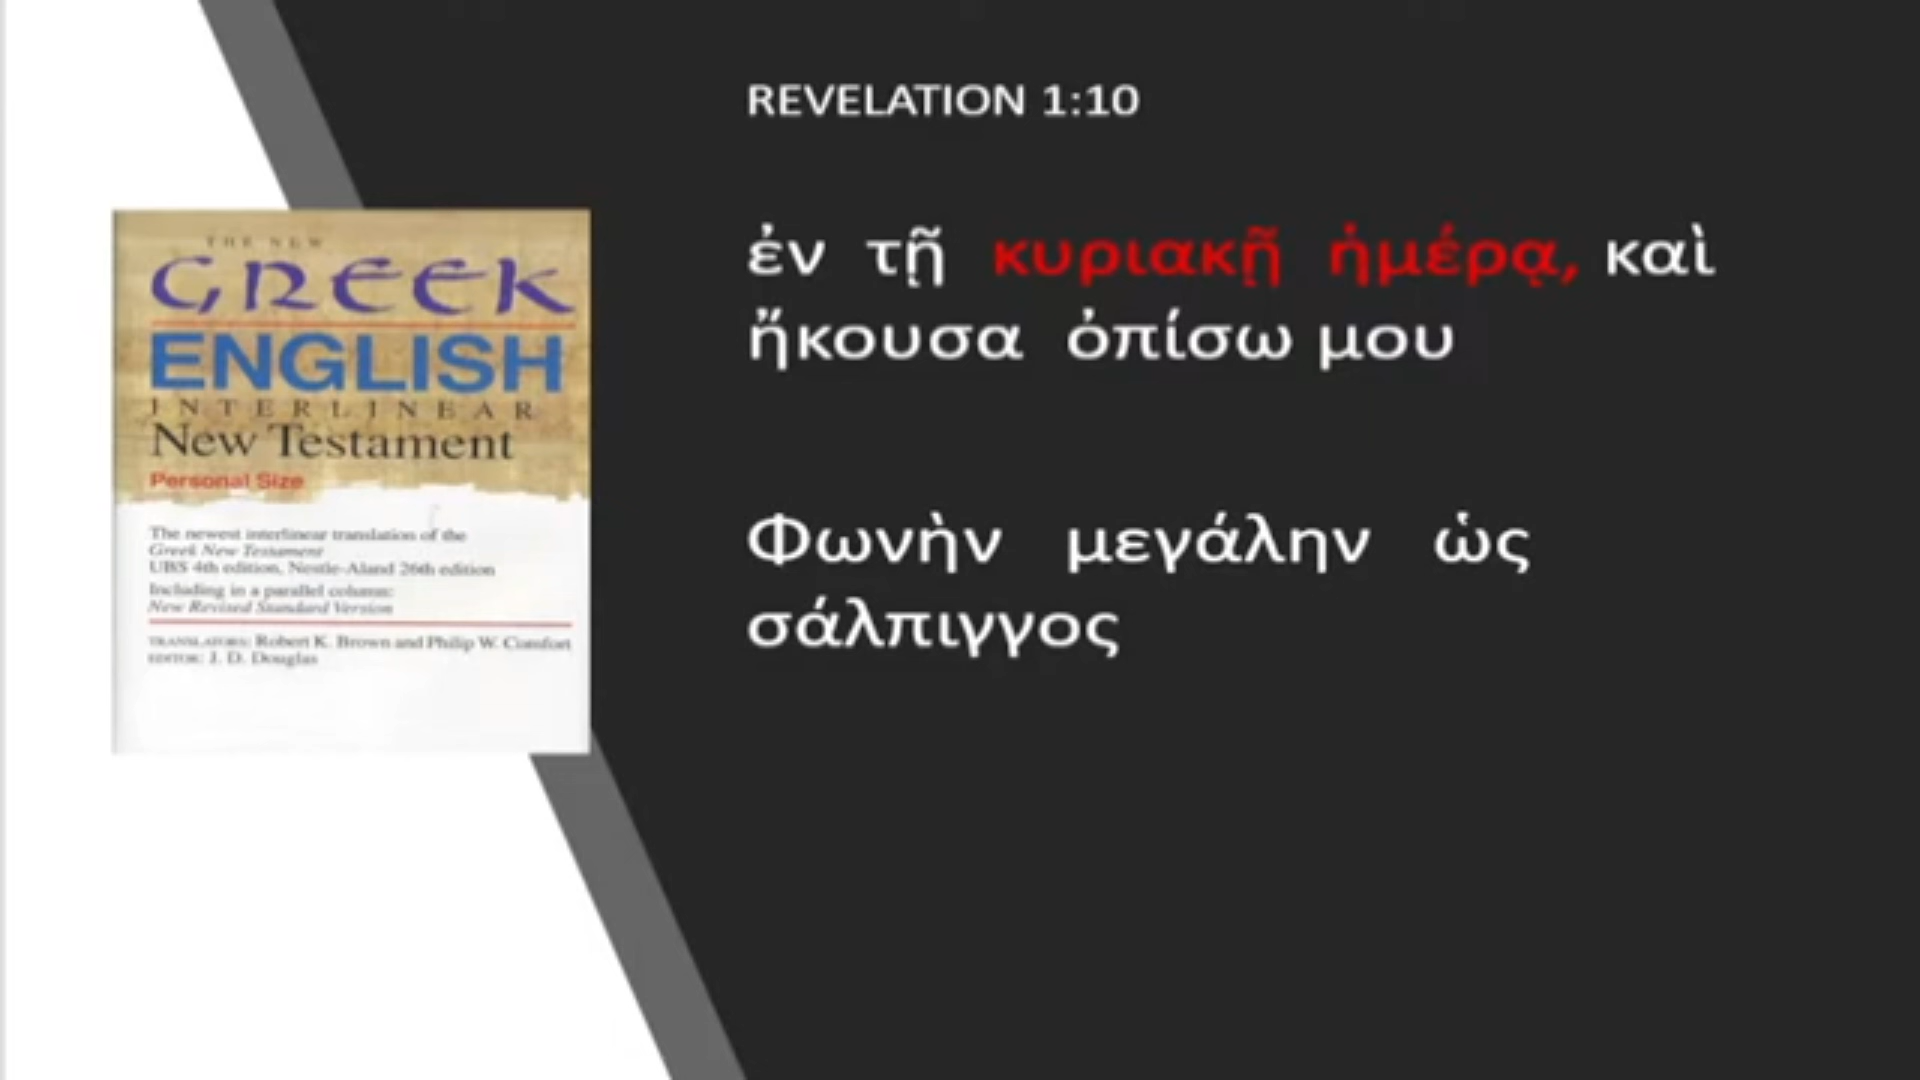 REVELATION 1:10
ἐν τῇ κυριακῇ ἡμέρᾳ, καὶ
ἤκουσα ὀπίσω μου
Φωνὴν μεγάλην ὡς
σάλπιγγος
THE NEW
GREEK
ENGLISH
INTERLINEAR
New Testament
Personal Size
The newest interlinear translation of the
Greek New Testament
UBS 4th edition, Nestle-Aland 26th edition
Including in a parallel column:
New Revised Standard Version
TRANSLATORS: Robert K. Brown and Philip W. Comfort
EDITOR: J. D. Douglas